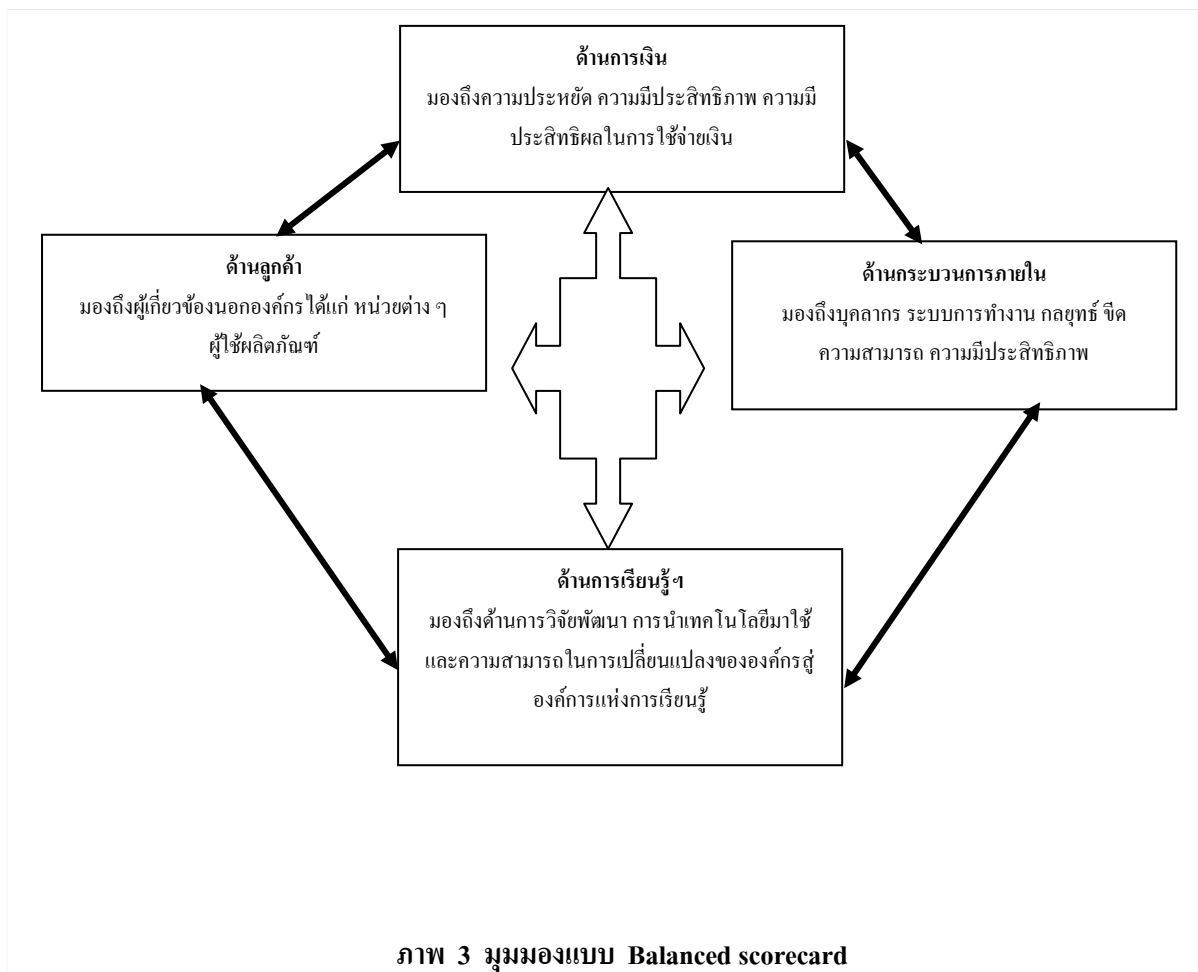 ด้านการเงิน
มองถึงความประหยัด ความมีประสิทธิภาพ ความมี
ประสิทธิผลในการใช้จ่ายเงิน
ด้านลูกค้า
มองถึงผู้เกี่ยวข้องนอกองค์กร ได้แก่ หน่วยต่าง ๆ
ผู้ใช้ผลิตภัณฑ์
ด้านกระบวนการภายใน
มองถึงบุคลากร ระบบการทำงาน กลยุทธ์ ขีด
ความสามารถ ความมีประสิทธิภาพ
ด้านการเรียนรู้ฯ
มองถึงด้านการวิจัยพัฒนา การนำเทคโนโลยีมาใช้
และความสามารถในการเปลี่ยนแปลงขององค์กรสู่
องค์การแห่งการเรียนรู้
ภาพ 3 มุมมองแบบ Balanced scorecard